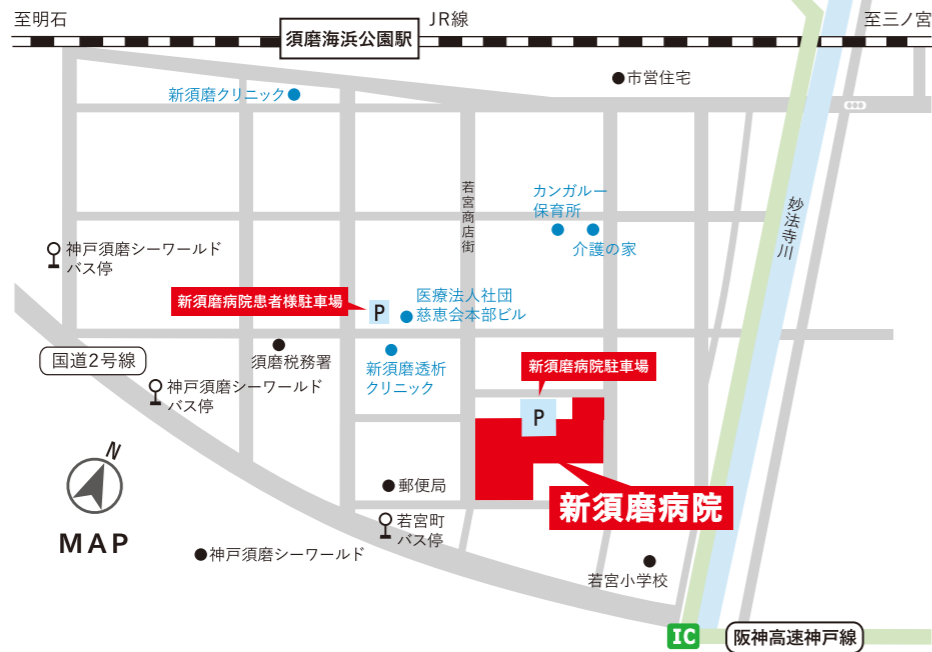 至明石
JR線
至三ノ宮
須磨海浜公園駅
市営住宅
新須磨クリニック
若宮商店街
カンガルー
保育所
介護の家
妙法寺川
神戸須磨シーワールド
バス停
新須磨病院患者様駐車場
P
医療法人社団
慈恵会本部ビル
国道2号線
須磨税務署
新須磨透析
クリニック
新須磨病院駐車場
P
神戸須磨シーワールド
バス停
N
MAP
郵便局
新須磨病院
若宮町
バス停
神戸須磨シーワールド
若宮小学校
IC
阪神高速神戸線